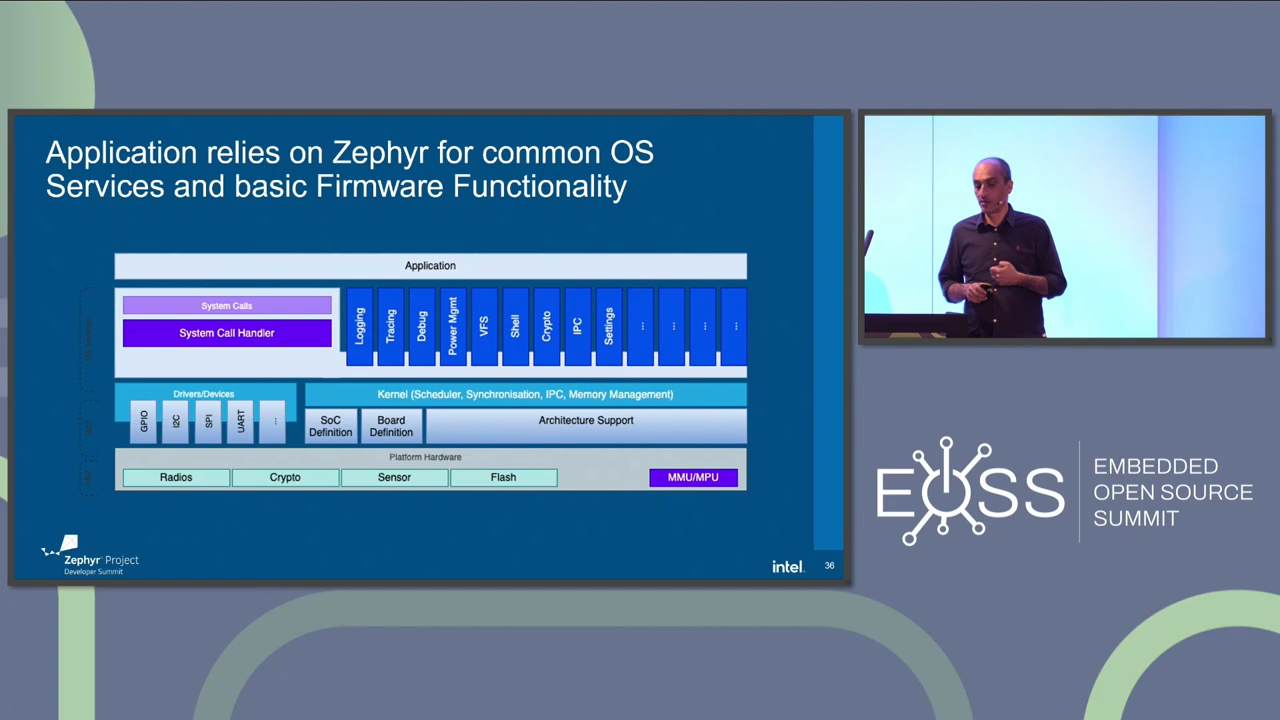 Application relies on Zephyr for common OS
Services and basic Firmware Functionality
Application
System Calls
System Call Handler
Logging
Tracing
Debug
Power Mgmt
VFS
Shell
Crypto
IPC
Settings
...
...
...
...
Drivers/Devices
GPIO
I2C
SPI
UART
...
Kernel (Scheduler, Synchronisation, IPC, Memory Management)
SoC
Definition
Board
Definition
Architecture Support
Platform Hardware
Radios
Crypto
Sensor
Flash
MMU/MPU
Zephyr Project
Developer Summit
intel.
36
EOSS
EMBEDDED
OPEN SOURCE
SUMMIT